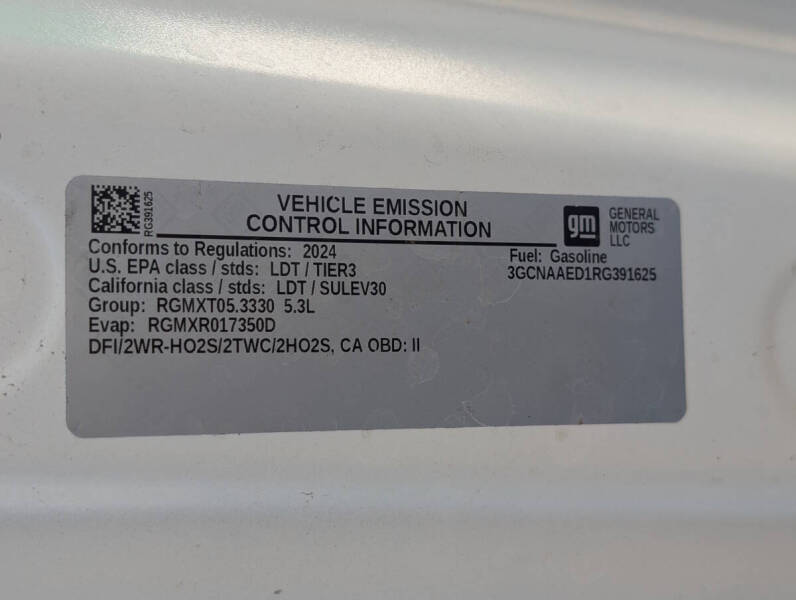 RG391625
VEHICLE EMISSION
CONTROL INFORMATION
gm
GENERAL
MOTORS
LLC
Conforms to Regulations: 2024
Fuel: Gasoline
U.S. EPA class / stds: LDT / TIER3
3GCNAAED1RG391625
California class / stds: LDT / SULEV30
Group: RGMXT05.3330 5.3L
Evap: RGMXR017350D
DFI/2WR-HO2S/2TWC/2HO2S, CA OBD: II